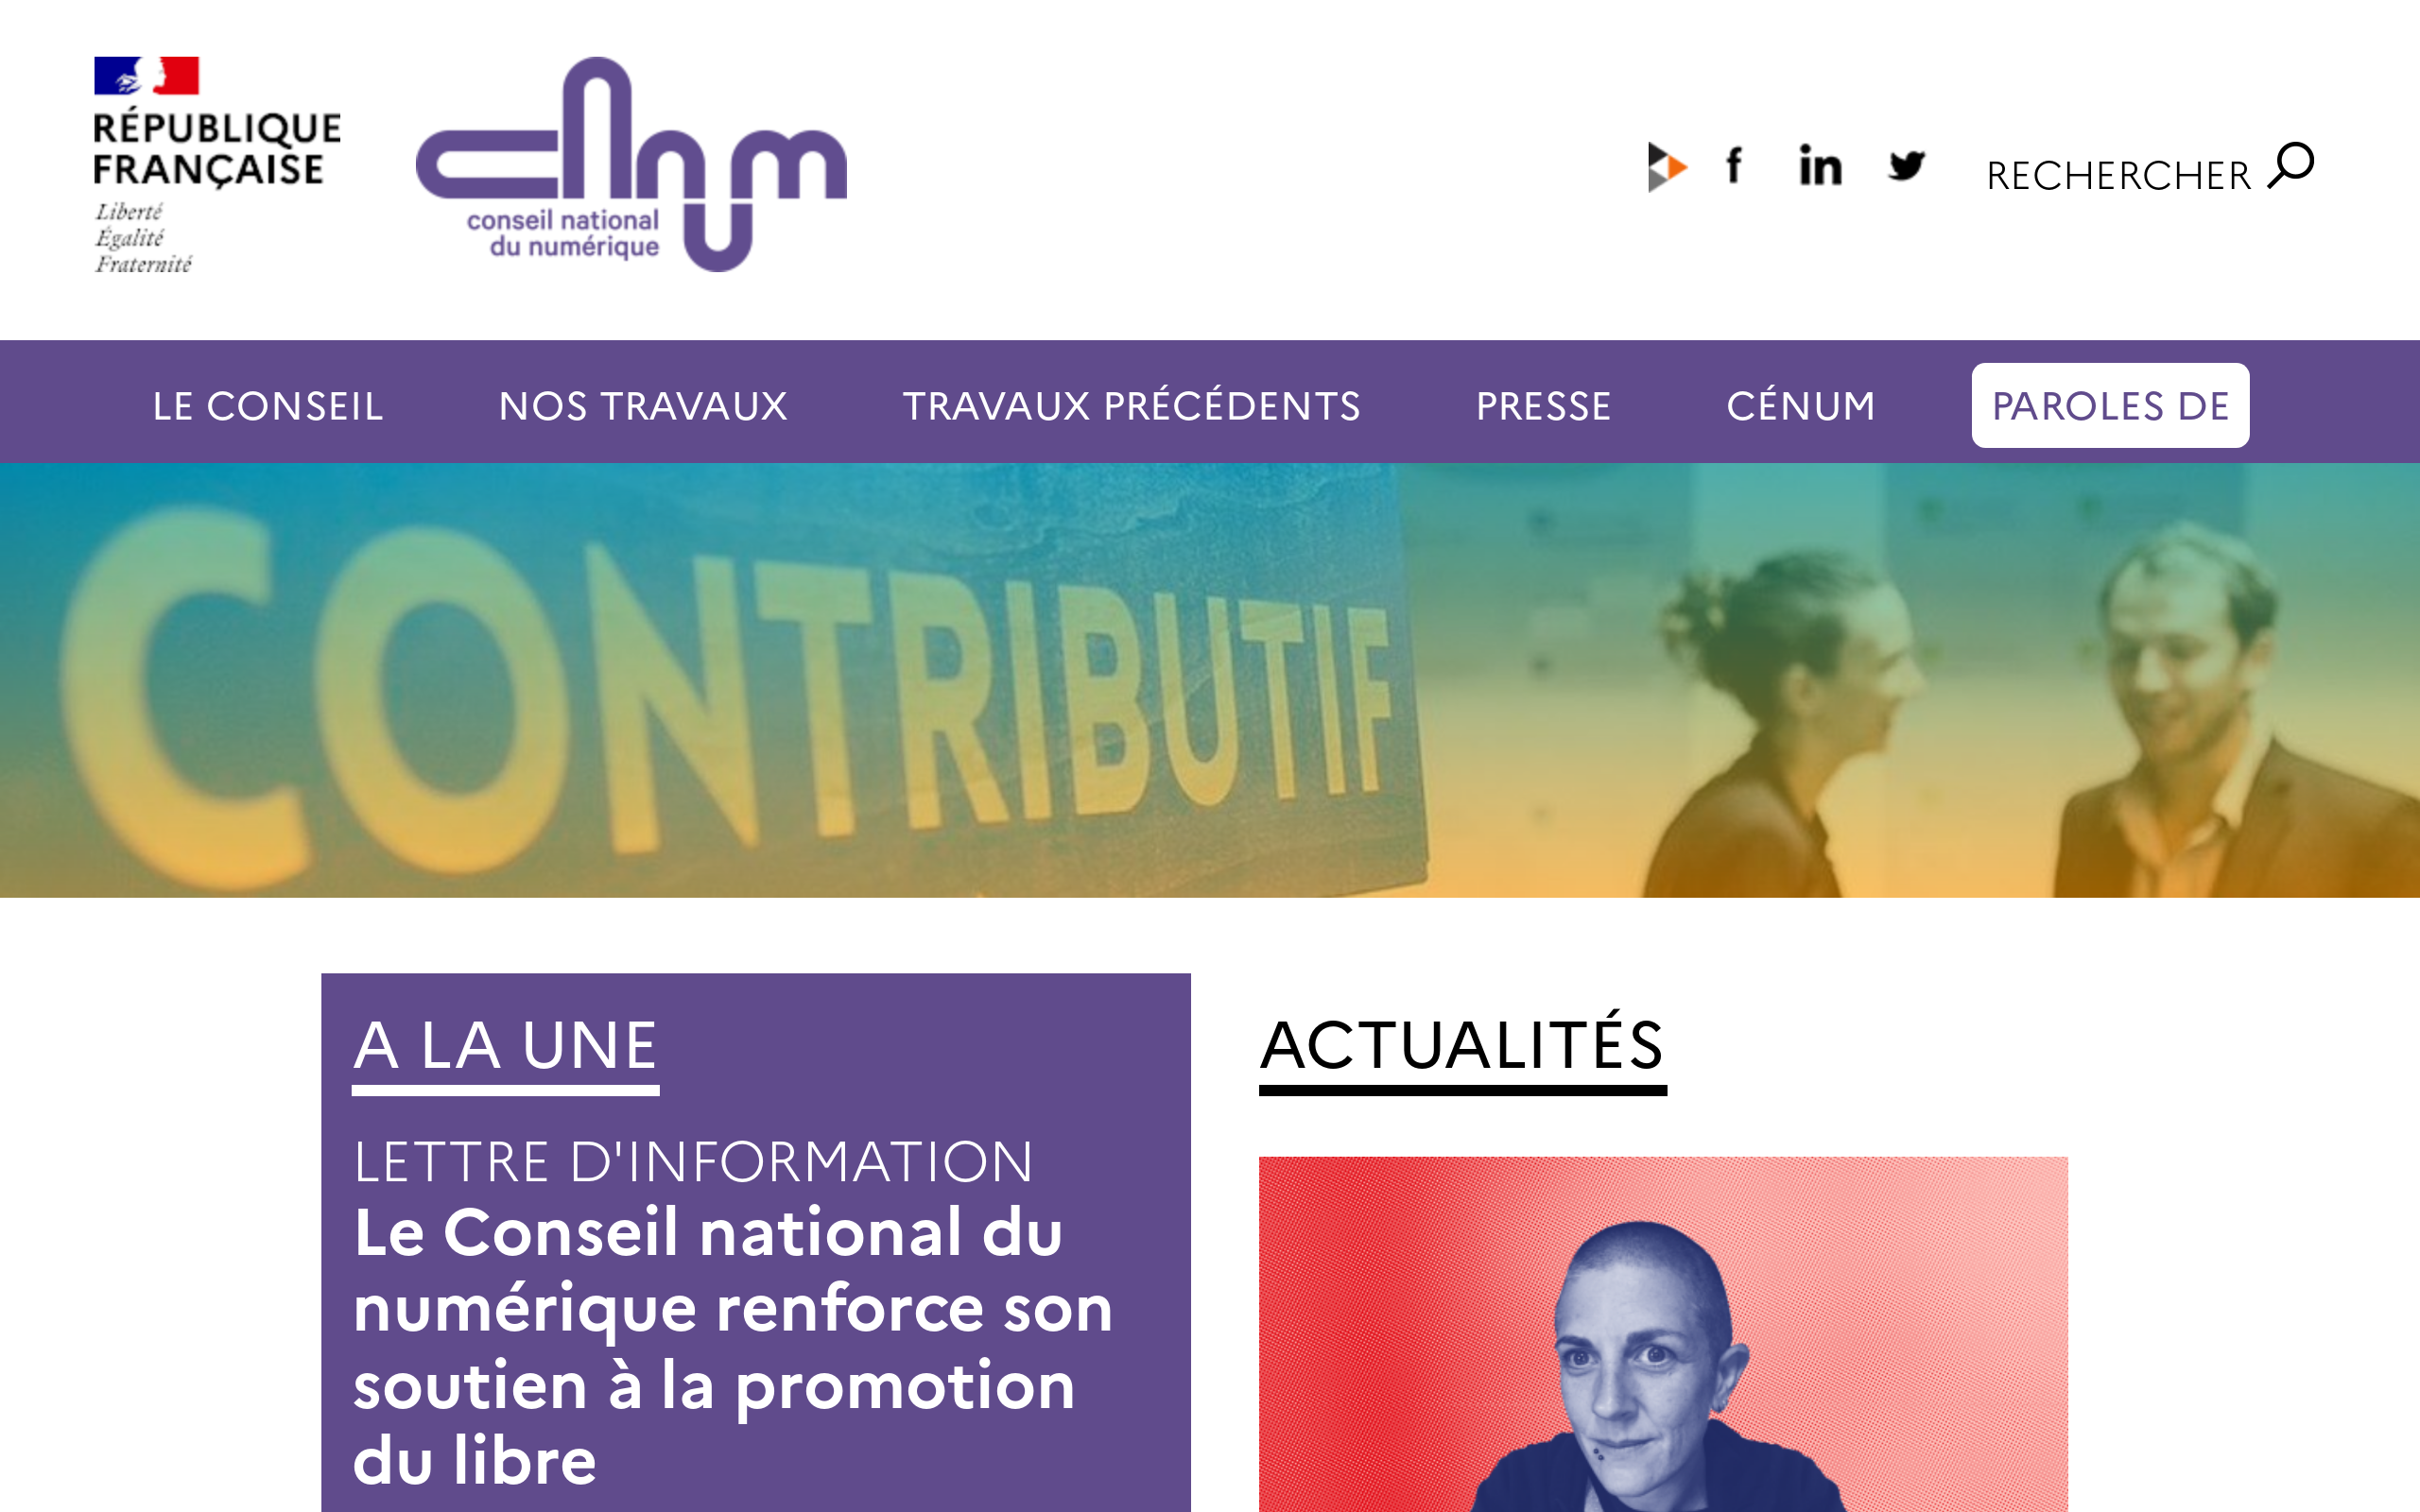 RÉPUBLIQUE
FRANÇAISE
Liberté
Égalité
Fraternité
cnnum
conseil national
du numérique
f
in
RECHERCHER
LE CONSEIL
NOS TRAVAUX
TRAVAUX PRÉCÉDENTS
PRESSE
CÉNUM
PAROLES DE
CONTRIBUTIF
A LA UNE
LETTRE D'INFORMATION
Le Conseil national du
numérique renforce son
soutien à la promotion
du libre
ACTUALITÉS